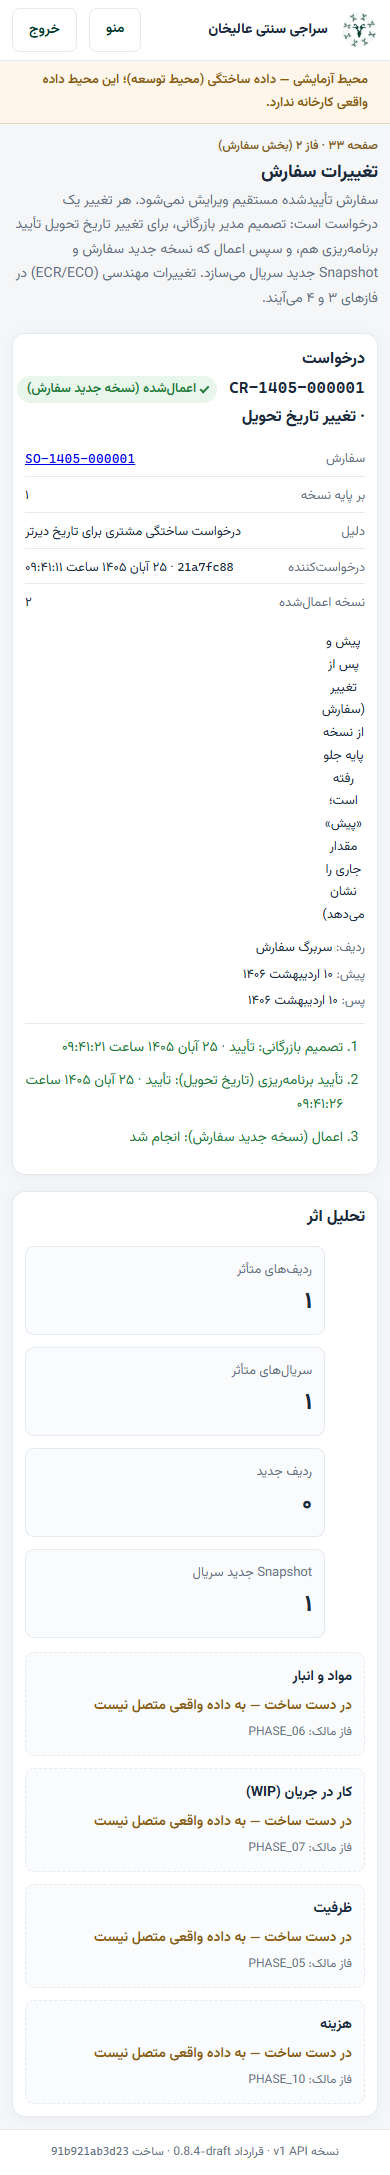 سراجی سنتی عالیخان
منو
خروج
محیط آزمایشی — داده ساختگی (محیط توسعه)؛ این محیط داده
واقعی کارخانه ندارد.
صفحه ۳۳ · فاز ۲ (بخش سفارش)
تغییرات سفارش
سفارش تأییدشده مستقیم ویرایش نمی‌شود. هر تغییر یک
درخواست است: تصمیم مدیر بازرگانی، برای تغییر تاریخ تحویل تأیید
برنامه‌ریزی هم، و سپس اعمال که نسخه جدید سفارش و
Snapshot جدید سریال می‌سازد. تغییرات مهندسی (ECR/ECO) در
فازهای ۳ و ۴ می‌آیند.
درخواست
CR-1405-000001 ✓ اعمال‌شده (نسخه جدید سفارش)
· تغییر تاریخ تحویل
سفارش SO-1405-000001
بر پایه نسخه ۱
دلیل درخواست ساختگی مشتری برای تاریخ دیرتر
درخواست‌کننده 21a7fc88 · ۲۵ آبان ۱۴۰۵ ساعت ۰۹:۴۱:۱۱
نسخه اعمال‌شده ۲
پیش و
پس از
تغییر
(سفارش
از نسخه
پایه جلو
رفته
است؛
«پیش»
مقدار
جاری را
نشان
می‌دهد)
ردیف: سربرگ سفارش
پیش: ۱۰ اردیبهشت ۱۴۰۶
پس: ۱۰ اردیبهشت ۱۴۰۶
1. تصمیم بازرگانی: تأیید · ۲۵ آبان ۱۴۰۵ ساعت ۰۹:۴۱:۲۱
2. تأیید برنامه‌ریزی (تاریخ تحویل): تأیید · ۲۵ آبان ۱۴۰۵ ساعت
۰۹:۴۱:۲۶
3. اعمال (نسخه جدید سفارش): انجام شد
تحلیل اثر
ردیف‌های متأثر
۱
سریال‌های متأثر
۱
ردیف جدید
۰
Snapshot جدید سریال
۱
مواد و انبار
در دست ساخت — به داده واقعی متصل نیست
فاز مالک: PHASE_06
کار در جریان (WIP)
در دست ساخت — به داده واقعی متصل نیست
فاز مالک: PHASE_07
ظرفیت
در دست ساخت — به داده واقعی متصل نیست
فاز مالک: PHASE_05
هزینه
در دست ساخت — به داده واقعی متصل نیست
فاز مالک: PHASE_10
نسخه v1 API · قرارداد 0.8.4-draft · ساخت 91b921ab3d23